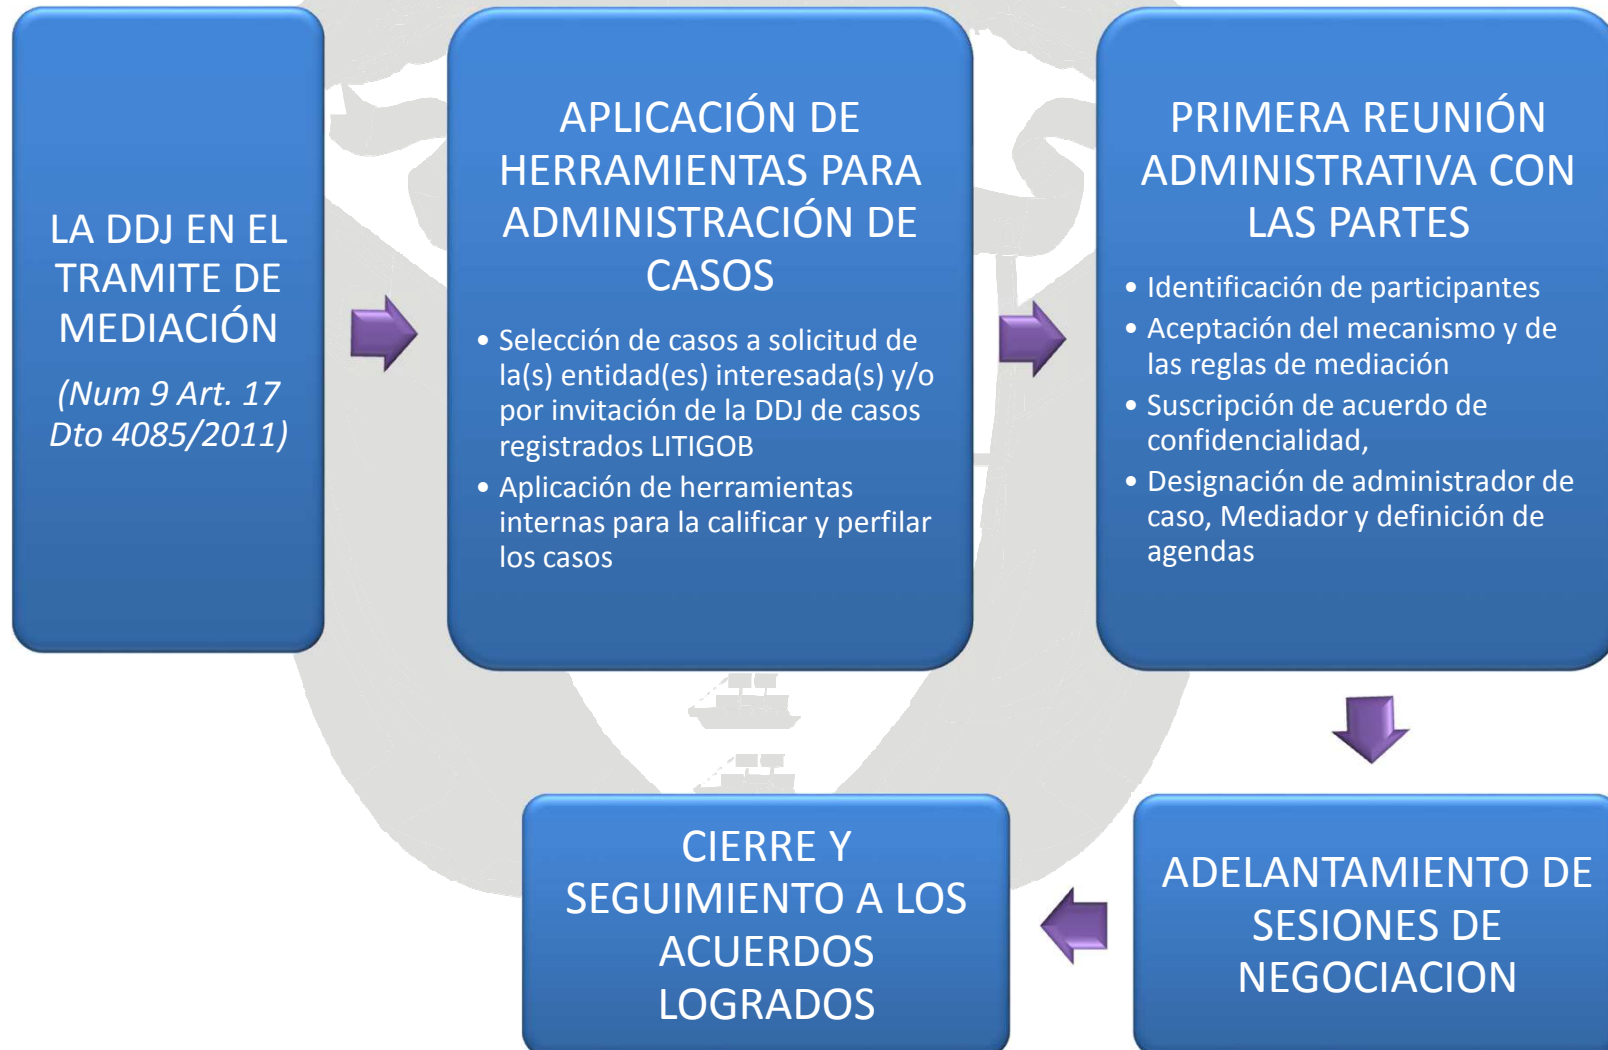 LA DDJ EN EL
TRAMITE DE
MEDIACIÓN
(Num 9 Art. 17
Dto 4085/2011)
APLICACIÓN DE
HERRAMIENTAS PARA
ADMINISTRACIÓN DE
CASOS
• Selección de casos a solicitud de
la(s) entidad(es) interesada(s) y/o
por invitación de la DDJ de casos
registrados LITIGOB
• Aplicación de herramientas
internas para la calificar y perfilar
los casos
PRIMERA REUNIÓN
ADMINISTRATIVA CON
LAS PARTES
• Identificación de participantes
• Aceptación del mecanismo y de
las reglas de mediación
• Suscripción de acuerdo de
confidencialidad,
• Designación de administrador de
caso, Mediador y definición de
agendas
ADELANTAMIENTO DE
SESIONES DE
NEGOCIACION
CIERRE Y
SEGUIMIENTO A LOS
ACUERDOS
LOGRADOS